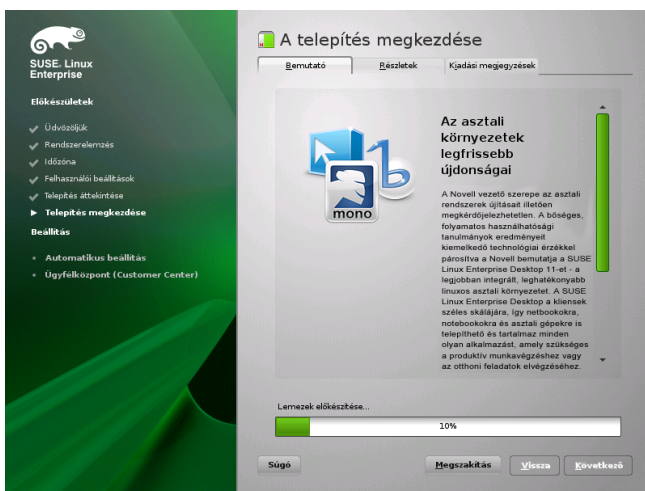 SUSE. Linux
Enterprise
Előkészületek
Üdvözöljük
Rendszerelemzés
Időzóna
Felhasználói beállítások
Telepítés áttekintése
Telepítés megkezdése
Beállítás
Automatikus beállítás
Ügyfélközpont (Customer Center)
A telepítés megkezdése
Bemutató
Részletek
Kiadási megjegyzések
mono
Az asztali
környezetek
legfrissebb
újdonságai
A Novell vezető szerepe az asztali
rendszerek újításait illetően
megkérdőjelezhetetlen. A bőséges,
folyamatos használhatósági
tanulmányok eredményeit
kiemelkedő technológiai érzékkel
párosítva a Novell bemutatja a SUSE
Linux Enterprise Desktop 11-et - a
legjobban integrált, leghatékonyabb
linuxos asztali környezetet. A SUSE
Linux Enterprise Desktop a kliensek
széles skálájára, így netbookokra,
notebookokra és asztali gépekre is
telepíthető és tartalmaz minden
olyan alkalmazást, amely szükséges
a produktív munkavégzéshez vagy
az otthoni feladatok elvégzéséhez.
Lemezek előkészítése...
10%
Súgó
Megszakítás
Vissza
Következő